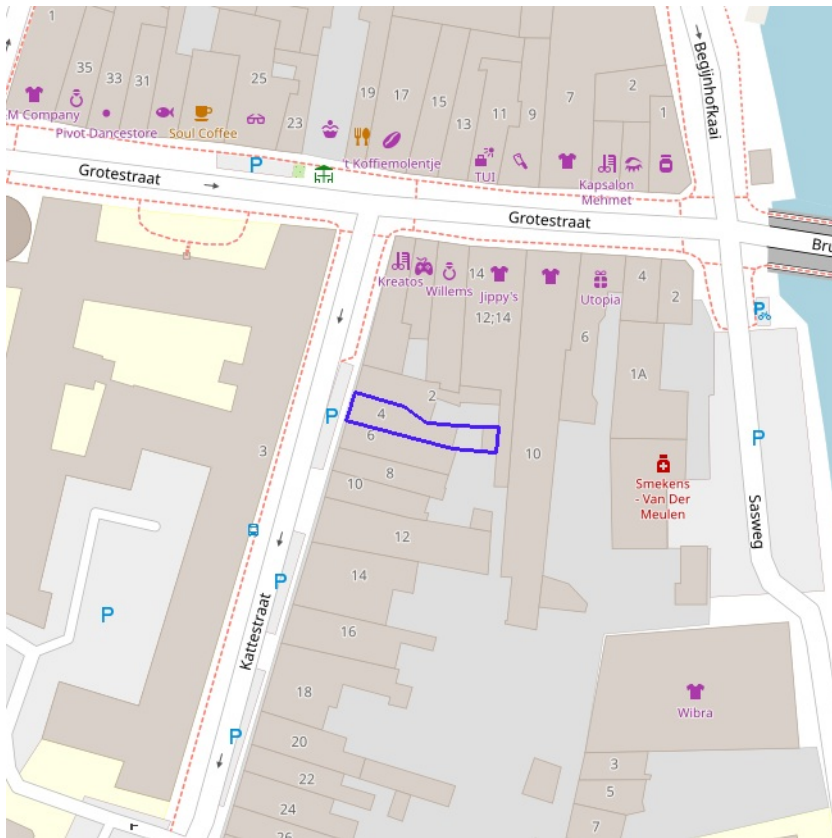 1
35
33
31
25
23
19
17
15
13
11
9
7
2
1
Begijnhofkaai
M Company
Pivot Dancestore
Soul Coffee
't Koffiemolentje
TUI
Kapsalon
Mehmet
Grotestraat
P
Grotestraat
Bru
Kreatos
Willems
14
Jippy's
12;14
Utopia
4
2
6
P
1A
P
2
4
6
3
8
10
10
P
Smekens
- Van Der
Meulen
Sasweg
12
P
14
P
Kattestraat
16
18
Wibra
P
20
22
24
26
3
5
7